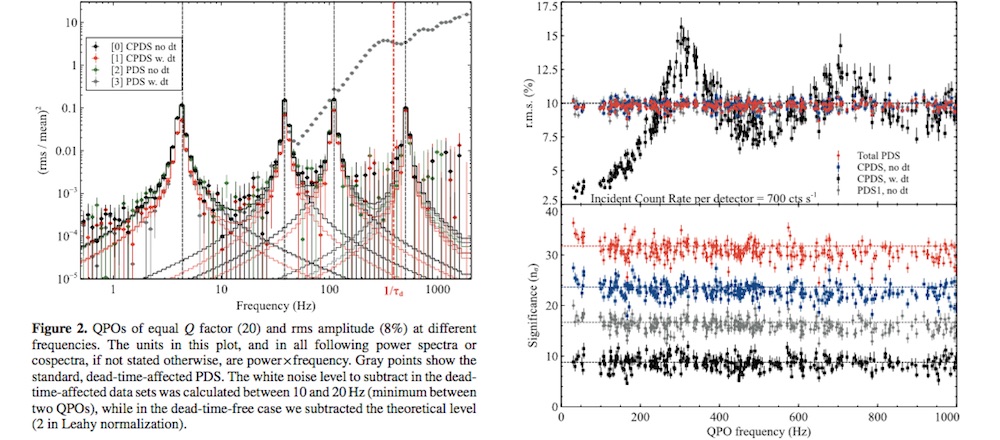 10
1
0.1
0.01
10⁻³
10⁻⁴
10⁻⁵
(rms / mean)²
[0] CPDS no dt
[1] CPDS w. dt
[2] PDS no dt
[3] PDS w. dt
1
10
100
1/τd
1000
Frequency (Hz)
Figure 2. QPOs of equal Q factor (20) and rms amplitude (8%) at different
frequencies. The units in this plot, and in all following power spectra or
cospectra, if not stated otherwise, are power×frequency. Gray points show the
standard, dead-time-affected PDS. The white noise level to subtract in the dead-
time-affected data sets was calculated between 10 and 20 Hz (minimum between
two QPOs), while in the dead-time-free case we subtracted the theoretical level
(2 in Leahy normalization).
17.5
15
12.5
10
7.5
5
2.5
r.m.s. (%)
Total PDS
CPDS, no dt
CPDS, w. dt
PDS1, no dt
Incident Count Rate per detector = 700 cts s⁻¹
40
30
20
10
0
Significance (nσ)
0
200
400
600
800
1000
QPO frequency (Hz)